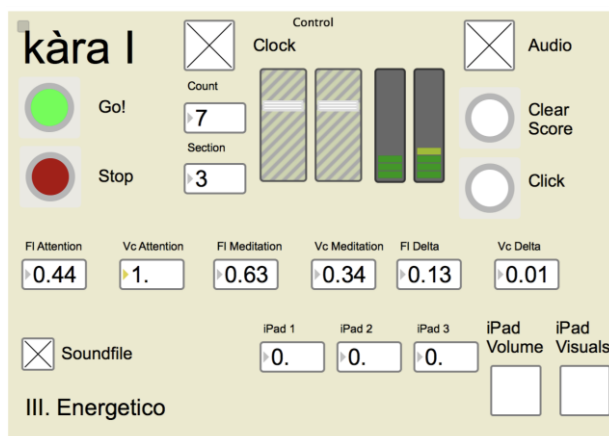 Control
kàra I
Clock
Audio
Count
Go!
7
Clear
Score
Section
Stop
3
Click
Fl Attention Vc Attention Fl Meditation Vc Meditation Fl Delta Vc Delta
0.44 1. 0.63 0.34 0.13 0.01
iPad 1 iPad 2 iPad 3 iPad Volume iPad Visuals
Soundfile 0. 0. 0.
III. Energetico